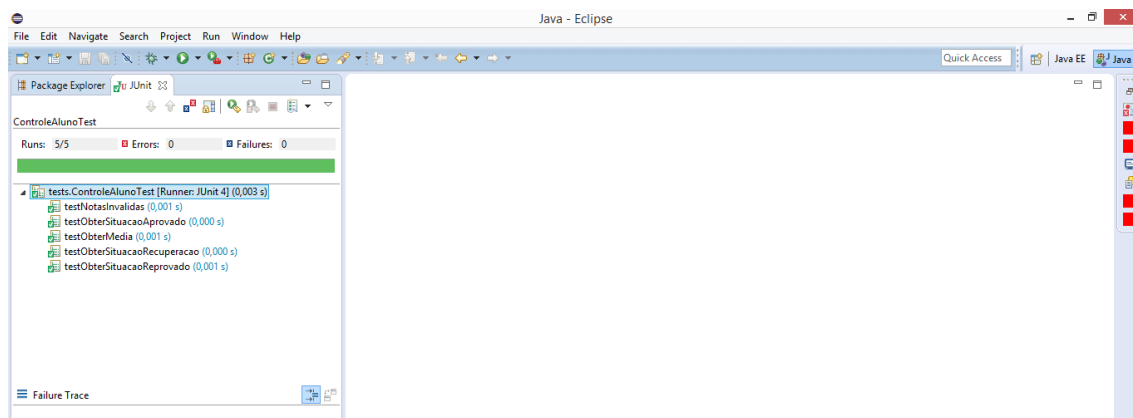 Java - Eclipse
File Edit Navigate Search Project Run Window Help
Quick Access Java EE Java
Package Explorer JUnit
ControleAlunoTest
Runs: 5/5 Errors: 0 Failures: 0
tests.ControleAlunoTest [Runner: JUnit 4] (0,003 s)
testNotasInvalidas (0,001 s)
testObterSituacaoAprovado (0,000 s)
testObterMedia (0,001 s)
testObterSituacaoRecuperacao (0,000 s)
testObterSituacaoReprovado (0,001 s)
Failure Trace